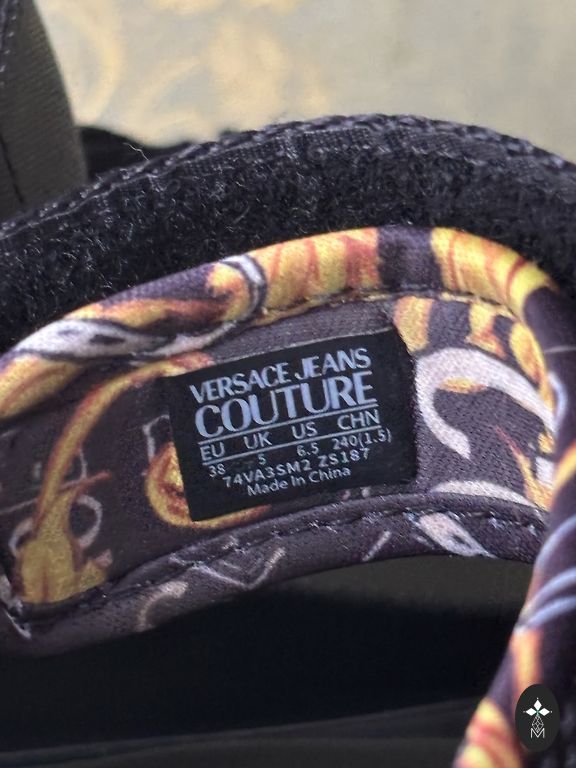 VERSACE JEANS
COUTURE
EU UK US CHN
38 5 6.5 240(1.5)
74VA3SM2 ZS187
Made in China